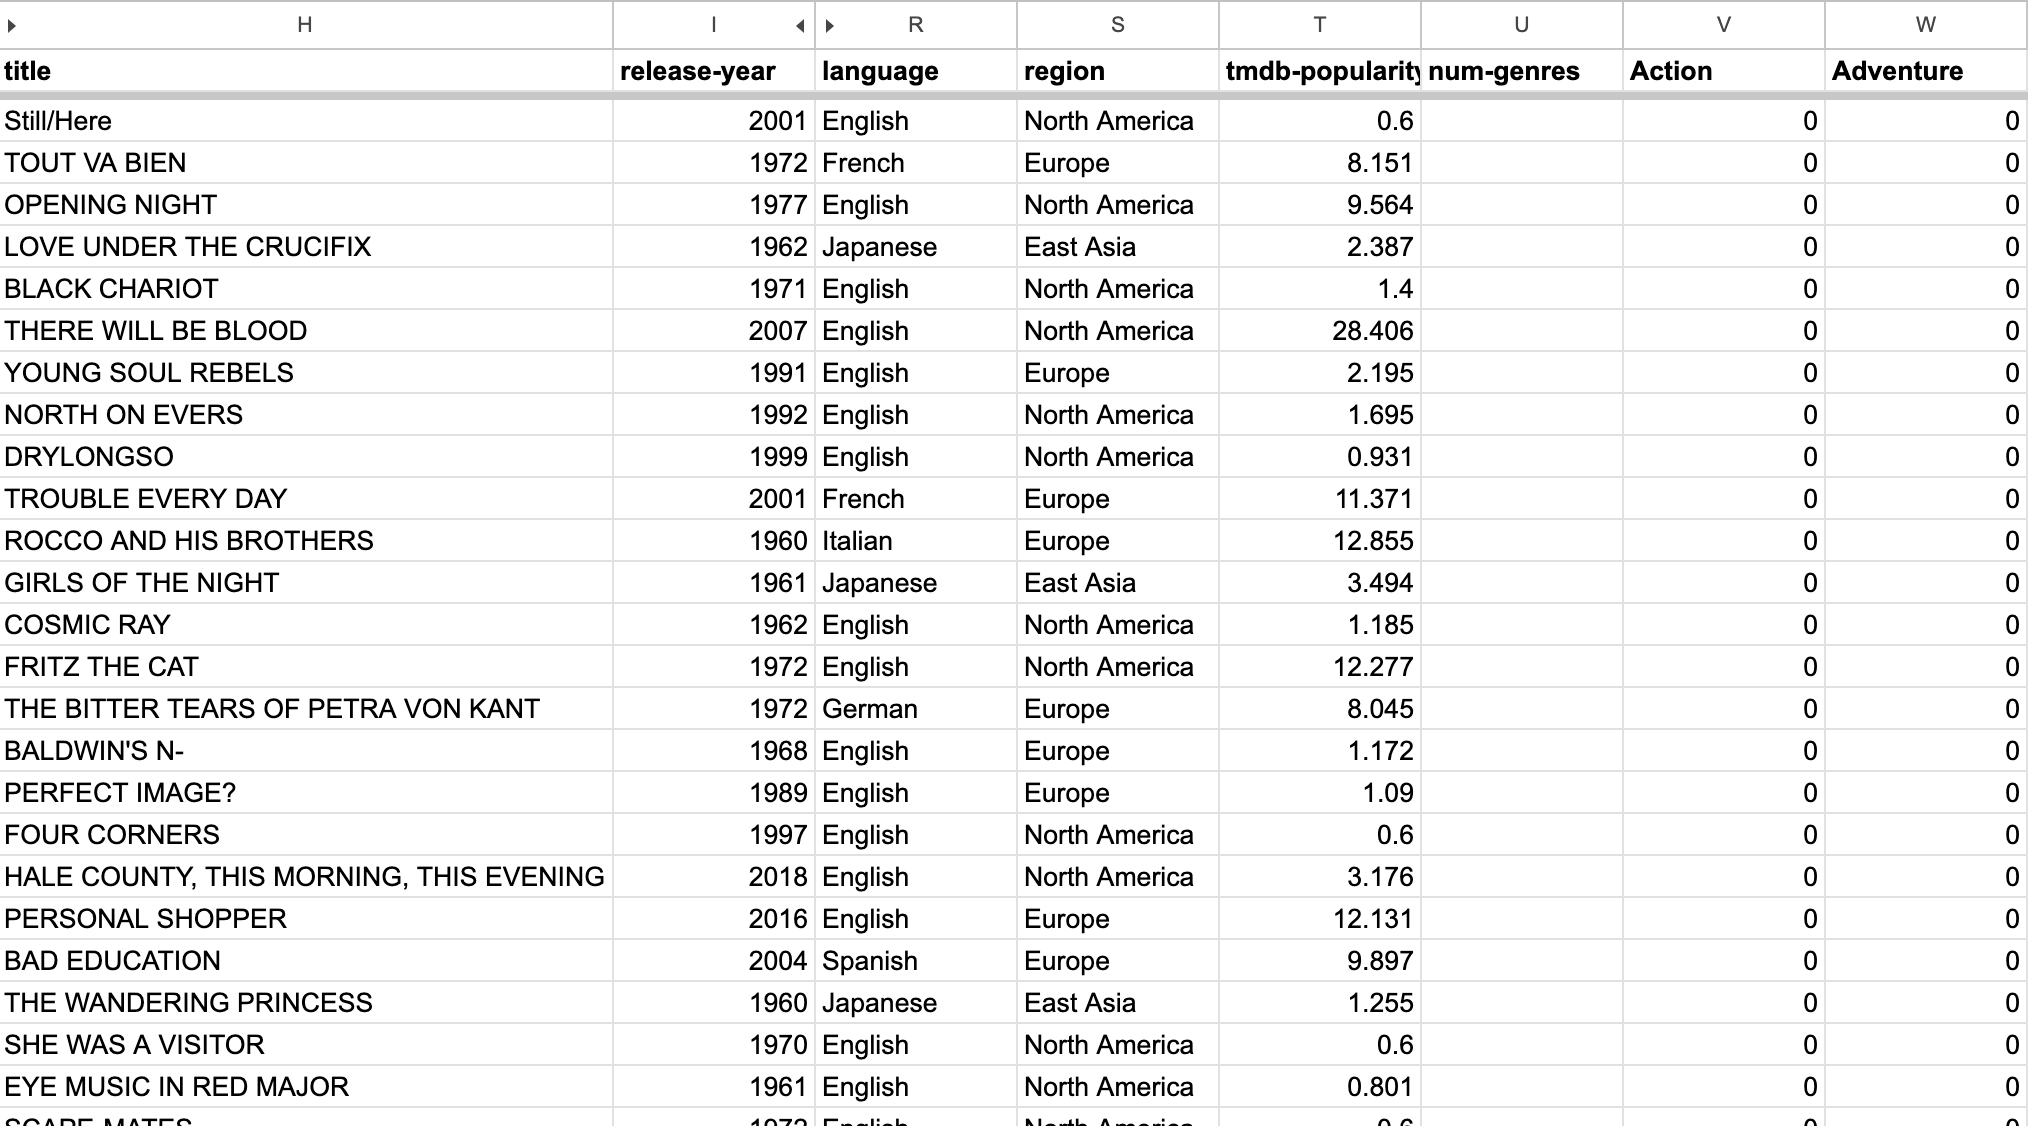 H I R S T U V W
title release-year language region tmdb-popularity num-genres Action Adventure
Still/Here 2001 English North America 0.6 0 0
TOUT VA BIEN 1972 French Europe 8.151 0 0
OPENING NIGHT 1977 English North America 9.564 0 0
LOVE UNDER THE CRUCIFIX 1962 Japanese East Asia 2.387 0 0
BLACK CHARIOT 1971 English North America 1.4 0 0
THERE WILL BE BLOOD 2007 English North America 28.406 0 0
YOUNG SOUL REBELS 1991 English Europe 2.195 0 0
NORTH ON EVERS 1992 English North America 1.695 0 0
DRYLONGSO 1999 English North America 0.931 0 0
TROUBLE EVERY DAY 2001 French Europe 11.371 0 0
ROCCO AND HIS BROTHERS 1960 Italian Europe 12.855 0 0
GIRLS OF THE NIGHT 1961 Japanese East Asia 3.494 0 0
COSMIC RAY 1962 English North America 1.185 0 0
FRITZ THE CAT 1972 English North America 12.277 0 0
THE BITTER TEARS OF PETRA VON KANT 1972 German Europe 8.045 0 0
BALDWIN'S N- 1968 English Europe 1.172 0 0
PERFECT IMAGE? 1989 English Europe 1.09 0 0
FOUR CORNERS 1997 English North America 0.6 0 0
HALE COUNTY, THIS MORNING, THIS EVENING 2018 English North America 3.176 0 0
PERSONAL SHOPPER 2016 English Europe 12.131 0 0
BAD EDUCATION 2004 Spanish Europe 9.897 0 0
THE WANDERING PRINCESS 1960 Japanese East Asia 1.255 0 0
SHE WAS A VISITOR 1970 English North America 0.6 0 0
EYE MUSIC IN RED MAJOR 1961 English North America 0.801 0 0
English North America